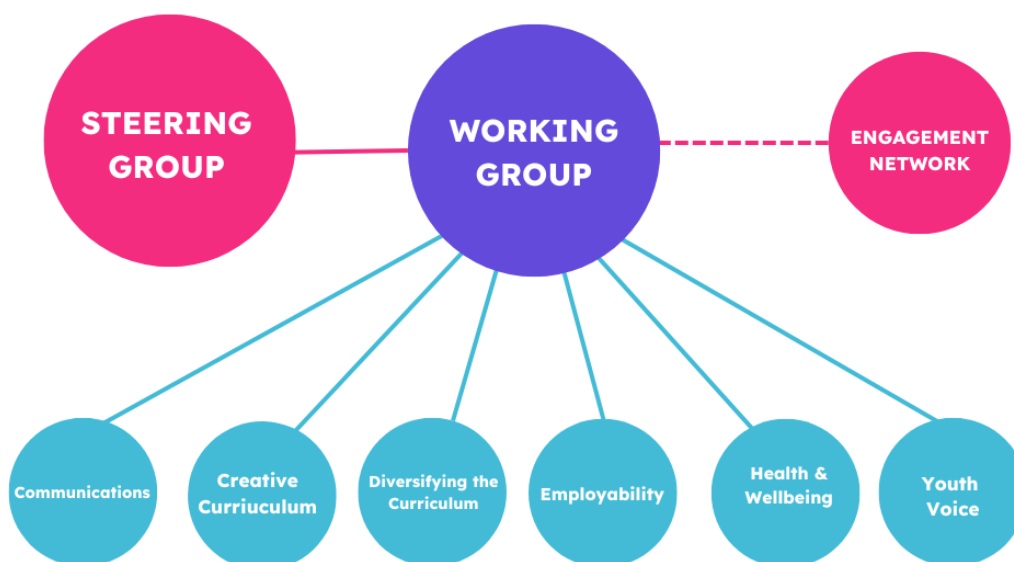 STEERING
GROUP
WORKING
GROUP
ENGAGEMENT
NETWORK
Communications
Creative
Curriuculum
Diversifying the
Curriculum
Employability
Health &
Wellbeing
Youth
Voice